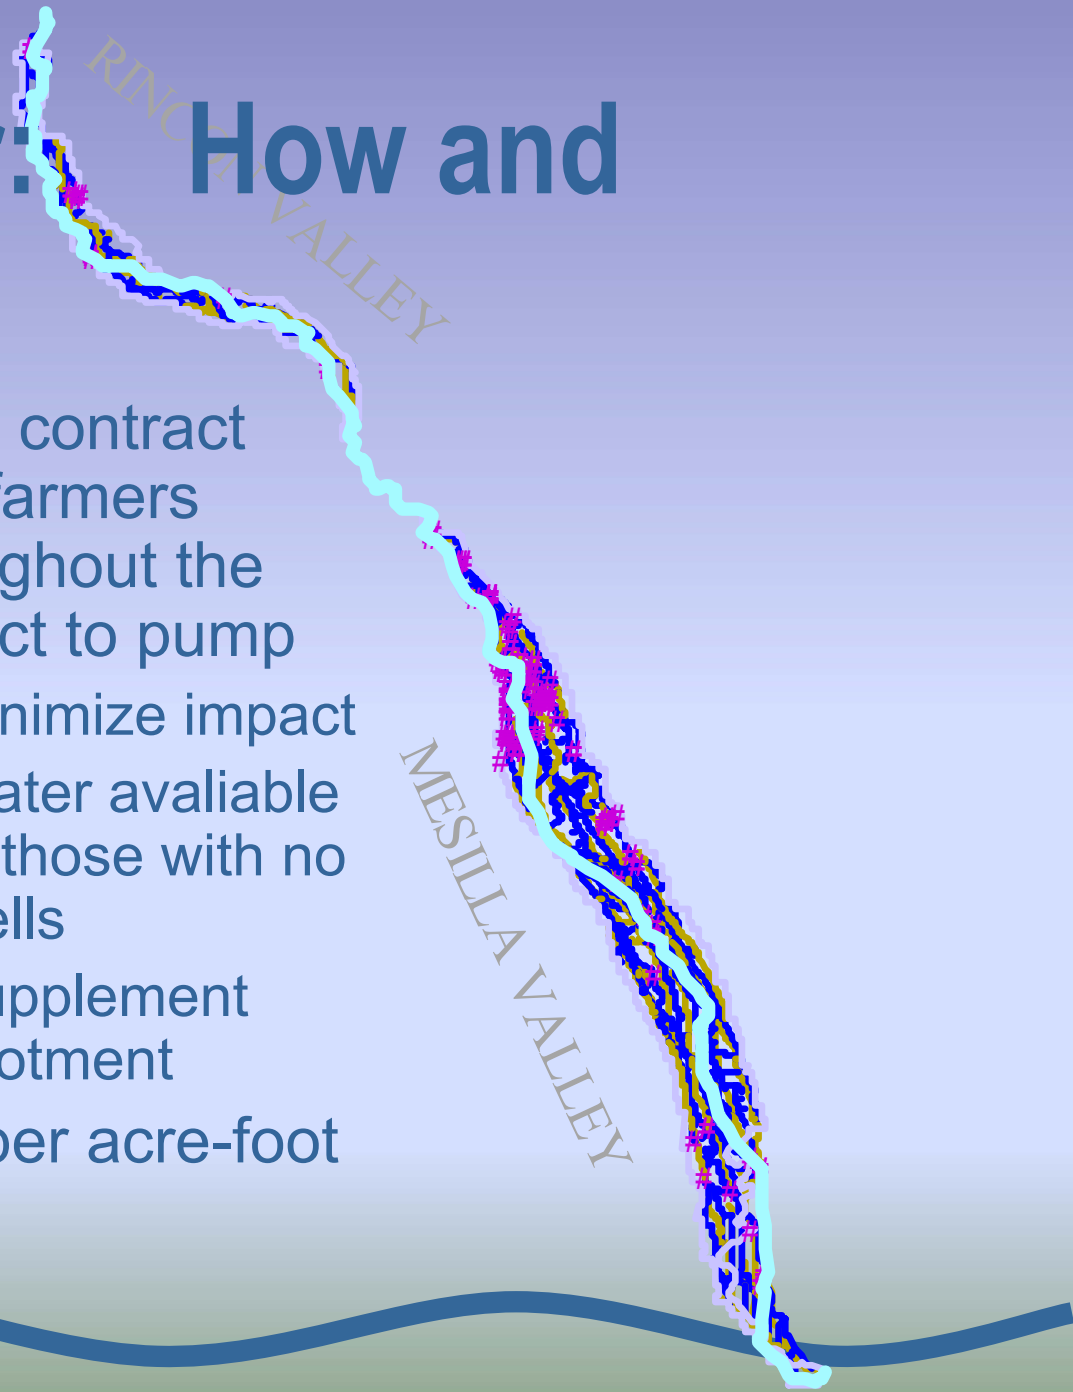 r: How and
RINCON VALLEY
contract
farmers
ghout the
ct to pump
nimize impact
ater avaliable
those with no
ells
upplement
otment
per acre-foot
MESILLA VALLEY